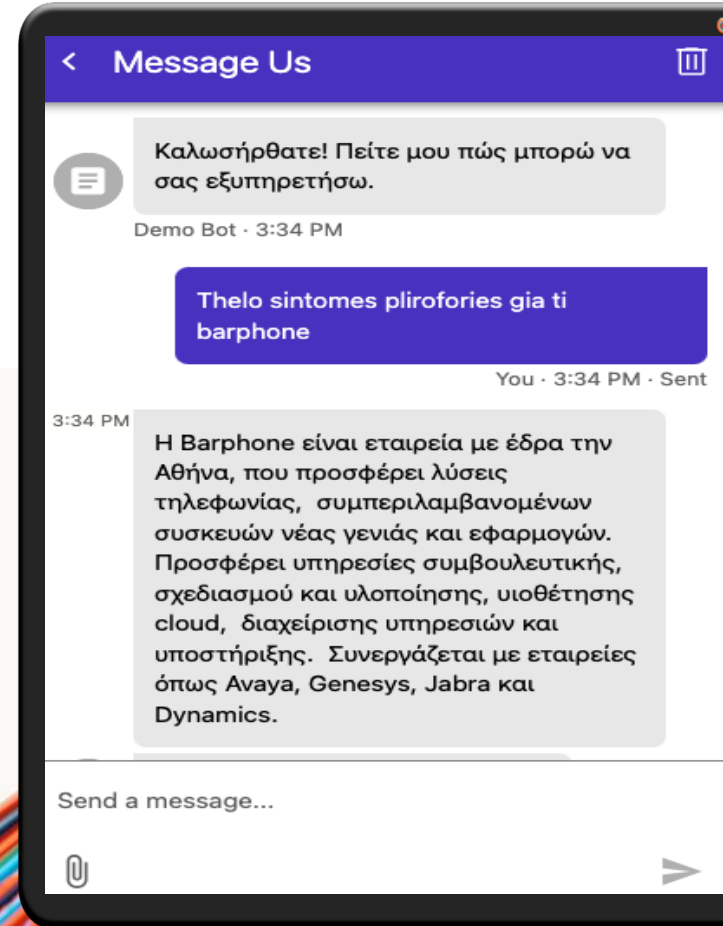 Message Us
Καλωσήρθατε! Πείτε μου πώς μπορώ να
σας εξυπηρετήσω.
Demo Bot · 3:34 PM
Thelo sintomes plirofories gia ti
barphone
You · 3:34 PM · Sent
3:34 PM
Η Barphone είναι εταιρεία με έδρα την
Αθήνα, που προσφέρει λύσεις
τηλεφωνίας, συμπεριλαμβανομένων
συσκευών νέας γενιάς και εφαρμογών.
Προσφέρει υπηρεσίες συμβουλευτικής,
σχεδιασμού και υλοποίησης, υιοθέτησης
cloud, διαχείρισης υπηρεσιών και
υποστήριξης. Συνεργάζεται με εταιρείες
όπως Avaya, Genesys, Jabra και
Dynamics.
Send a message...